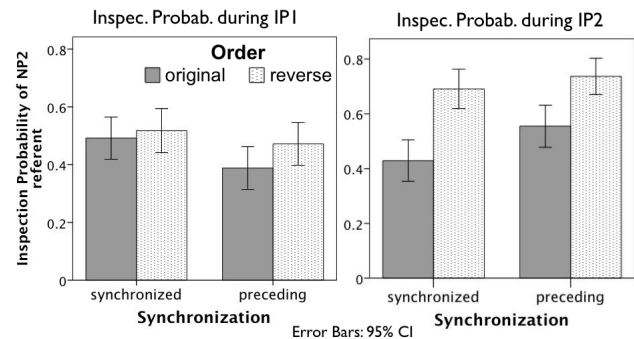 Inspec. Probab. during IP1
Inspec. Probab. during IP2
Inspection Probability of NP2
referent
0.8
0.6
0.4
0.2
0
Order
original
reverse
synchronized
preceding
Synchronization
0.8
0.6
0.4
0.2
0
synchronized
preceding
Synchronization
Error Bars: 95% CI